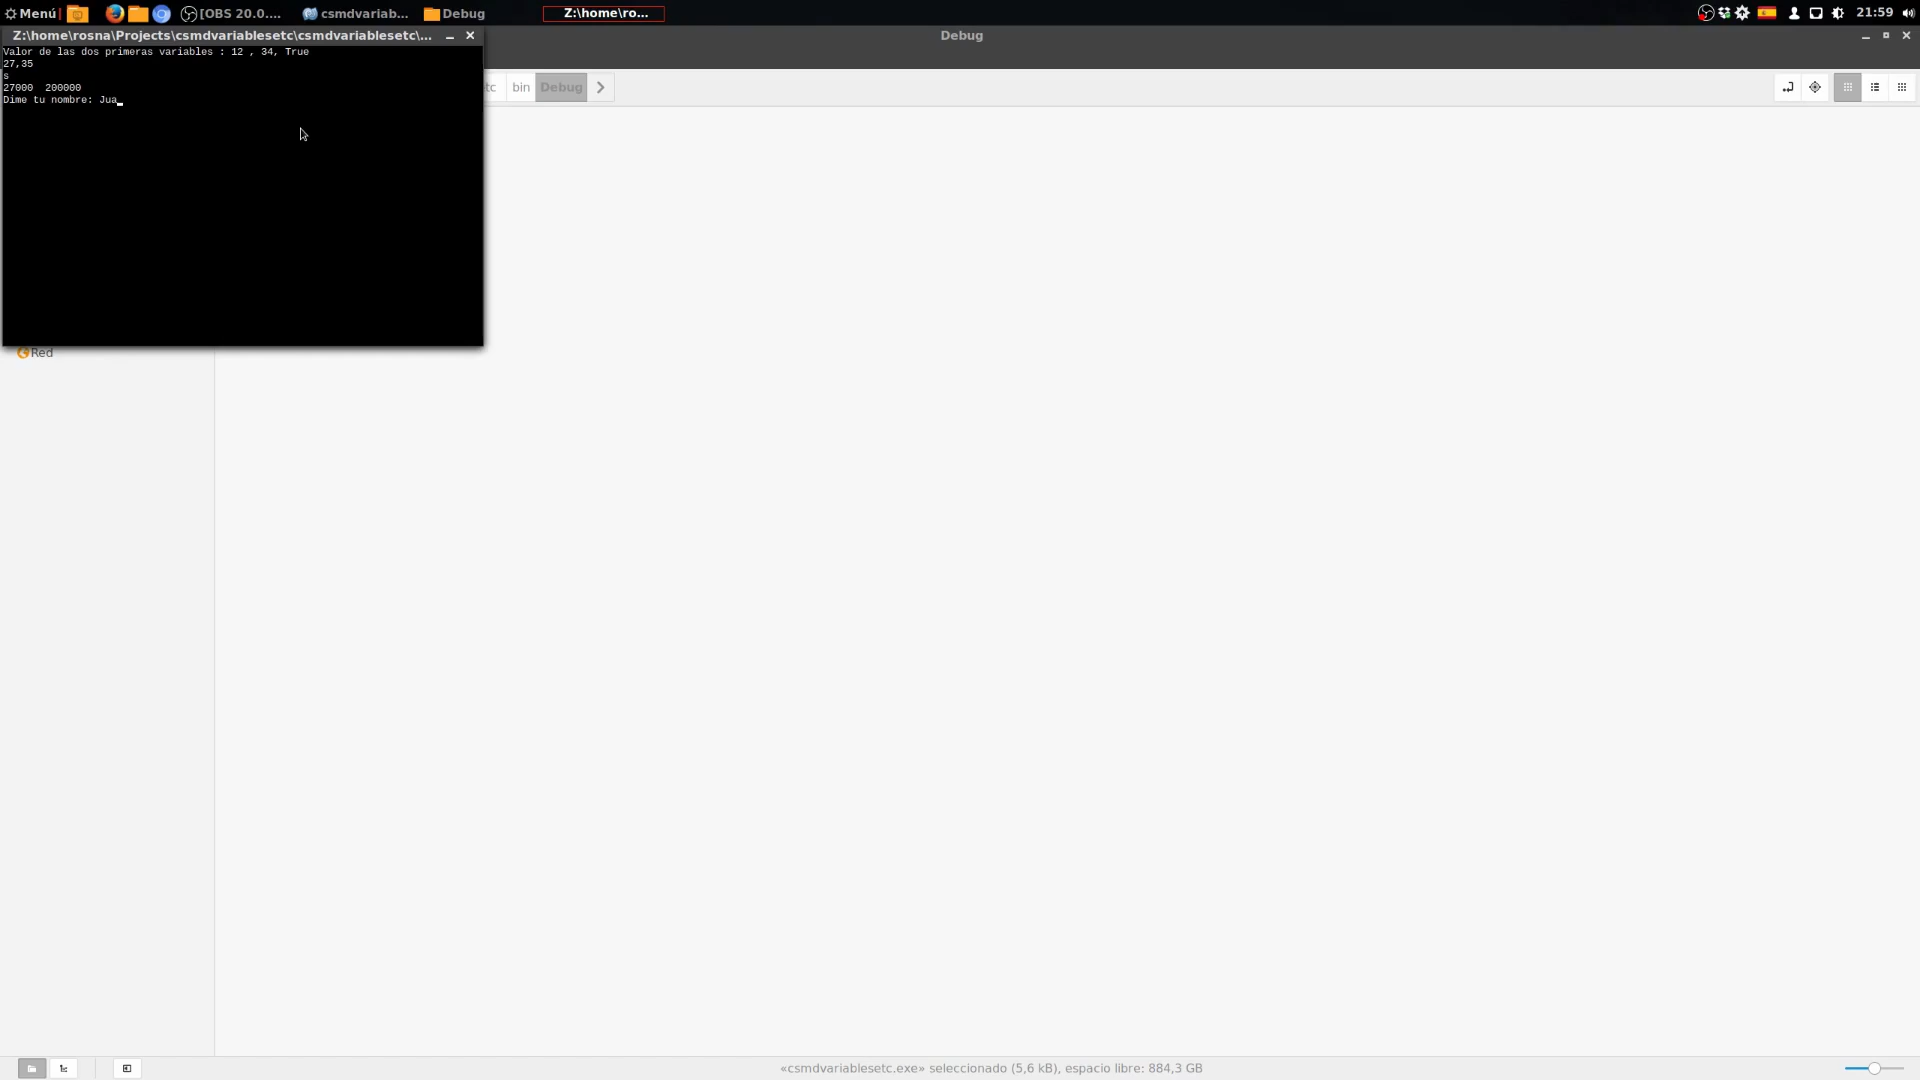 Menú
[OBS 20.0....
csmdvariab...
Debug
Z:\home\ro...
21:59
Z:\home\rosna\Projects\csmdvariablesetc\csmdvariablesetc\...
Debug
Valor de las dos primeras variables : 12 , 34, True
27,35
s
27000  200000
Dime tu nombre: Jua
tc
bin
Debug
Red
«csmdvariablesetc.exe» seleccionado (5,6 kB), espacio libre: 884,3 GB